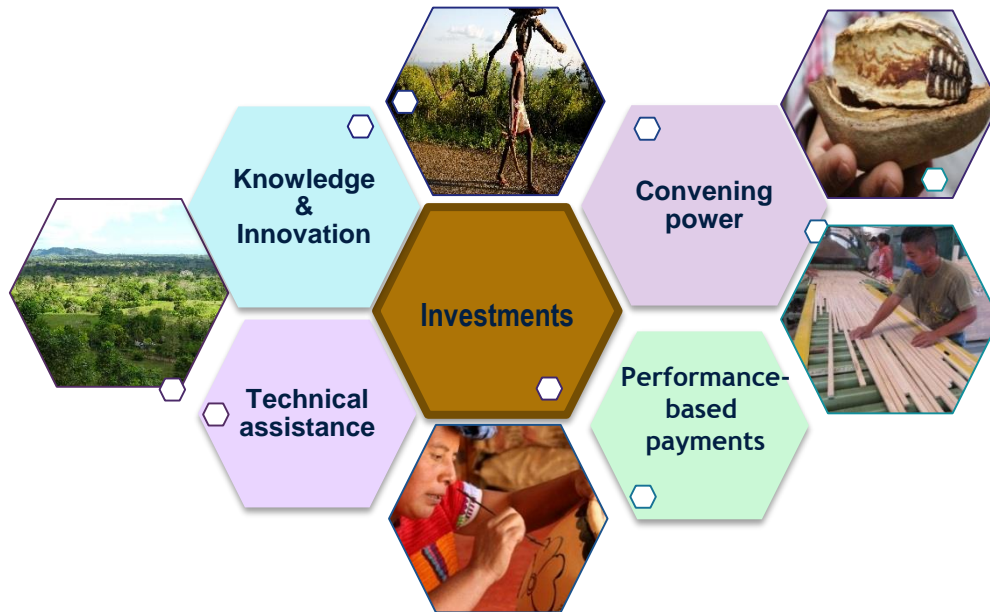 Knowledge
&
Innovation
Convening
power
Investments
Technical
assistance
Performance-
based
payments